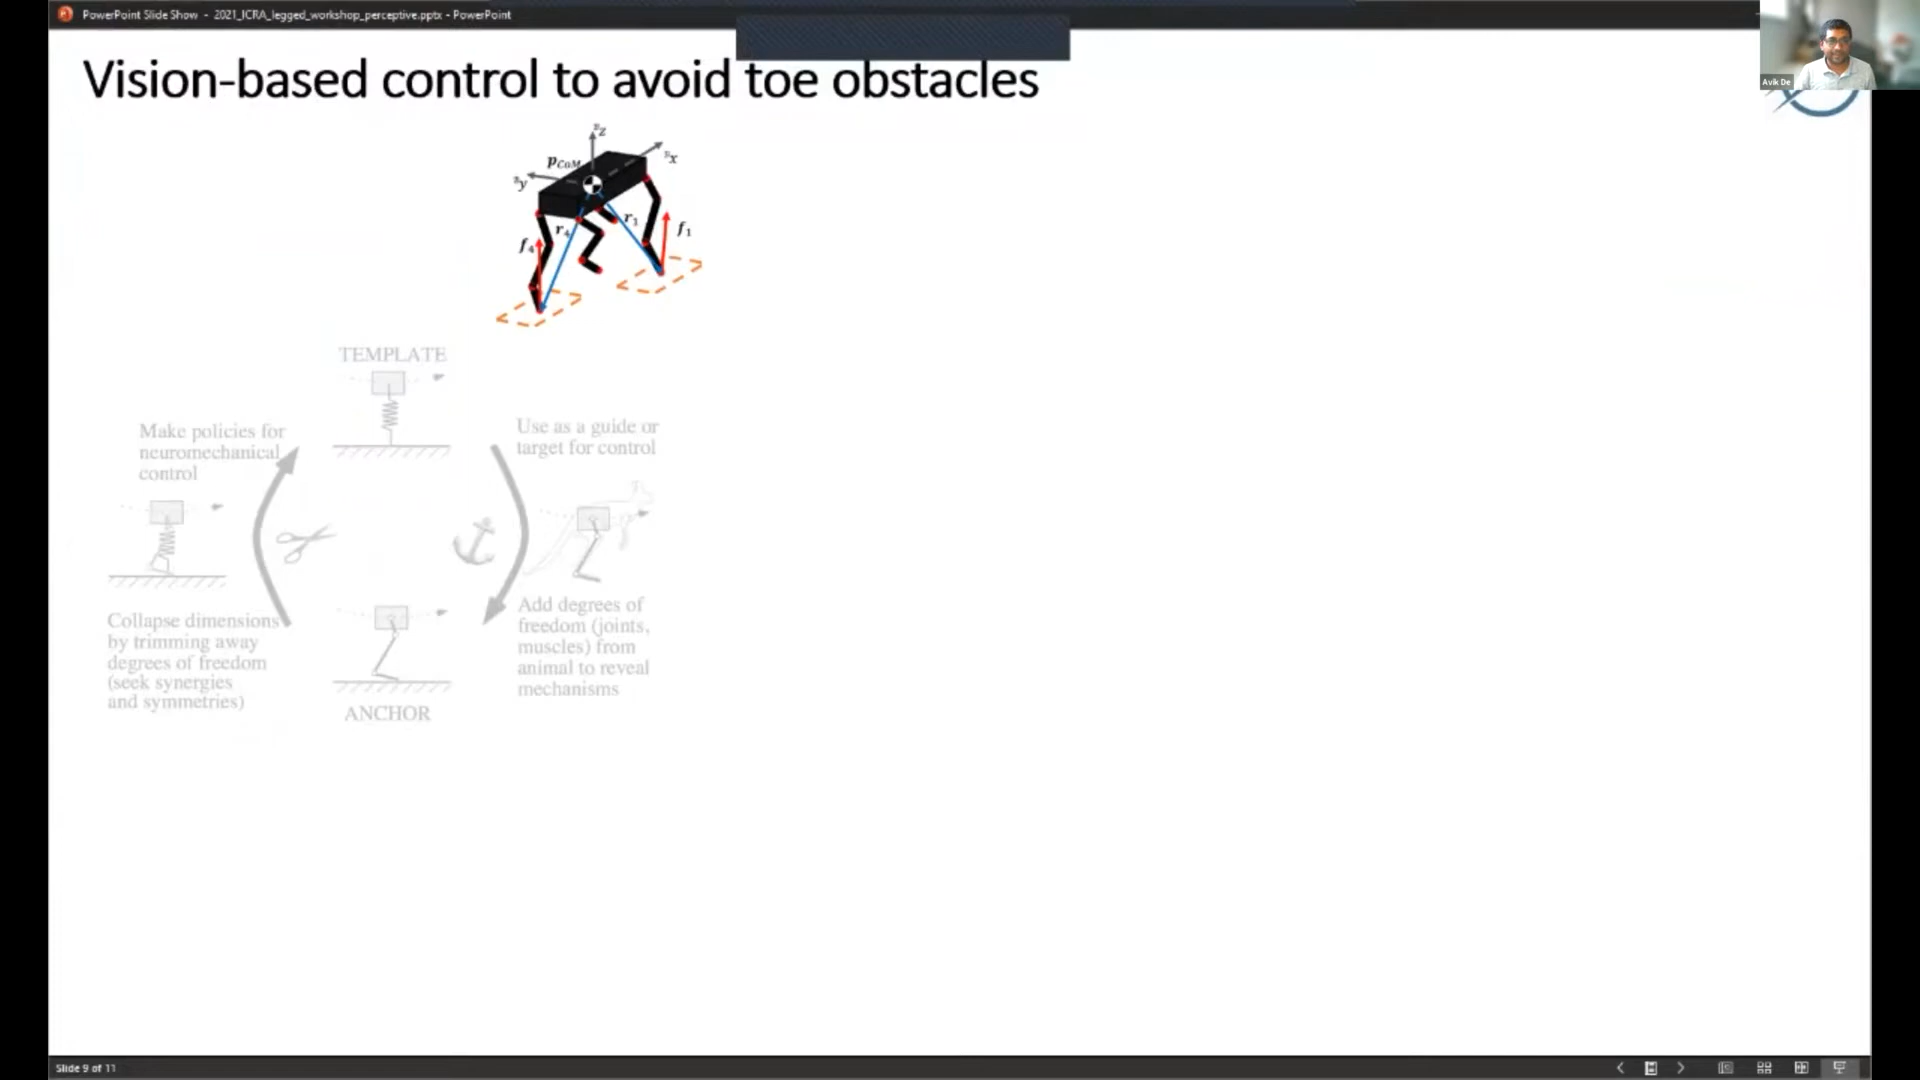 PowerPoint Slide Show - 2021_ICRA_legged_workshop_perceptive.pptx - PowerPoint
Avik De
Vision-based control to avoid toe obstacles
z
x
y
p_CoM
r_4
r_1
f_4
f_1
TEMPLATE
Make policies for
neuromechanical
control
Use as a guide or
target for control
Collapse dimensions
by trimming away
degrees of freedom
(seek synergies
and symmetries)
Add degrees of
freedom (joints,
muscles) from
animal to reveal
mechanisms
ANCHOR
Slide 9 of 11